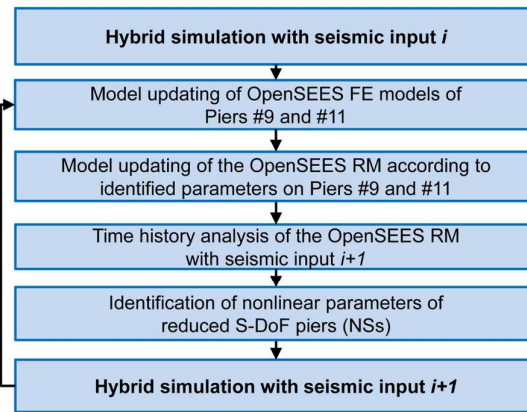 Hybrid simulation with seismic input i
Model updating of OpenSEES FE models of
Piers #9 and #11
Model updating of the OpenSEES RM according to
identified parameters on Piers #9 and #11
Time history analysis of the OpenSEES RM
with seismic input i+1
Identification of nonlinear parameters of
reduced S-DoF piers (NSs)
Hybrid simulation with seismic input i+1